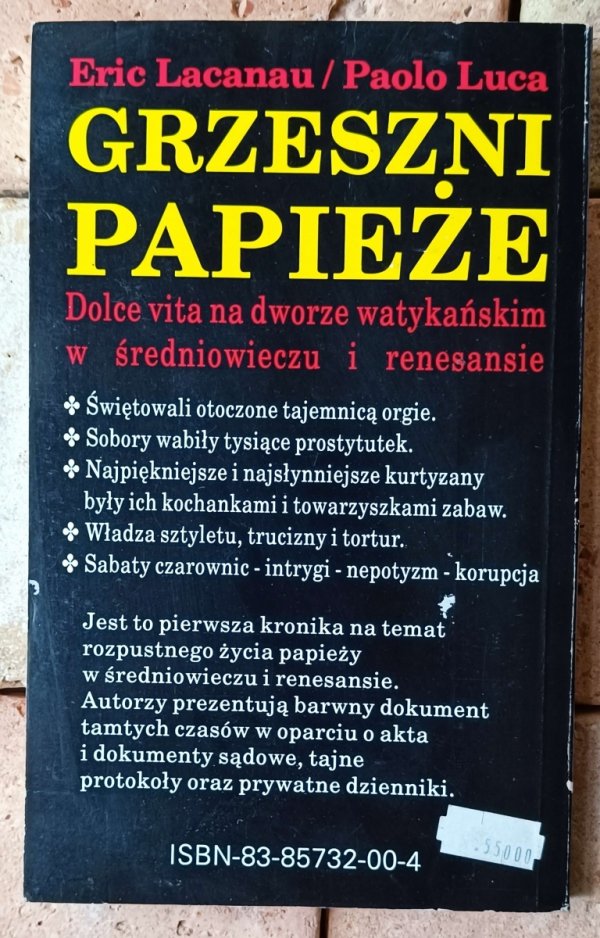 Eric Lacanau / Paolo Luca
GRZESZNI
PAPIEŻE
Dolce vita na dworze watykańskim
w średniowieczu i renesansie
✤ Świętowali otoczone tajemnicą orgie.
✤ Sobory wabiły tysiące prostytutek.
✤ Najpiękniejsze i najsłynniejsze kurtyzany
były ich kochankami i towarzyszkami zabaw.
✤ Władza sztyletu, trucizny i tortur.
✤ Sabaty czarownic - intrygi - nepotyzm - korupcja
Jest to pierwsza kronika na temat
rozpustnego życia papieży
w średniowieczu i renesansie.
Autorzy prezentują barwny dokument
tamtych czasów w oparciu o akta
i dokumenty sądowe, tajne
protokoły oraz prywatne dzienniki.
ISBN-83-85732-00-4
.55000